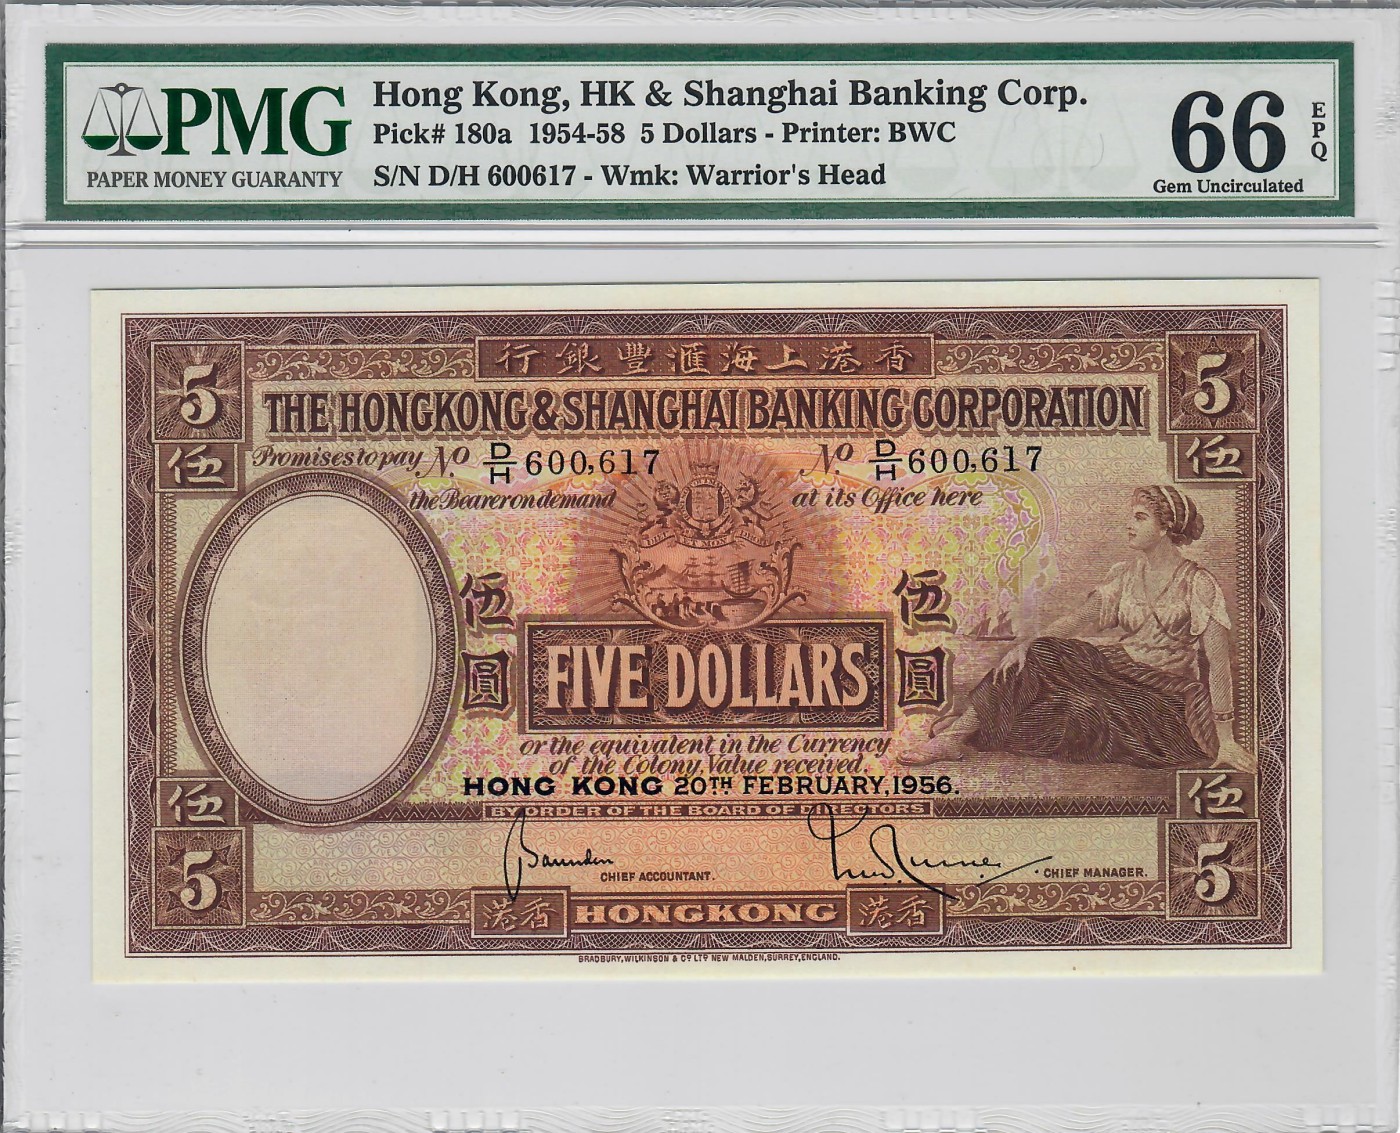 PMG
PAPER MONEY GUARANTY
Hong Kong, HK & Shanghai Banking Corp.
Pick# 180a 1954-58 5 Dollars - Printer: BWC
S/N D/H 600617 - Wmk: Warrior's Head
66
EPQ
Gem Uncirculated
行銀豐滙海上港香
5
5
THE HONGKONG & SHANGHAI BANKING CORPORATION
伍
伍
Promises to pay No. D/H 600,617
No. D/H 600,617
the Bearer on demand
at its Office here
伍圓
伍圓
FIVE DOLLARS
or the equivalent in the Currency
of the Colony, Value received.
HONG KONG 20TH FEBRUARY, 1956.
伍
伍
BY ORDER OF THE BOARD OF DIRECTORS
5
5
CHIEF ACCOUNTANT.
CHIEF MANAGER.
港香
HONGKONG
港香
BRADBURY, WILKINSON & Cº LTD NEW MALDEN, SURREY, ENGLAND.